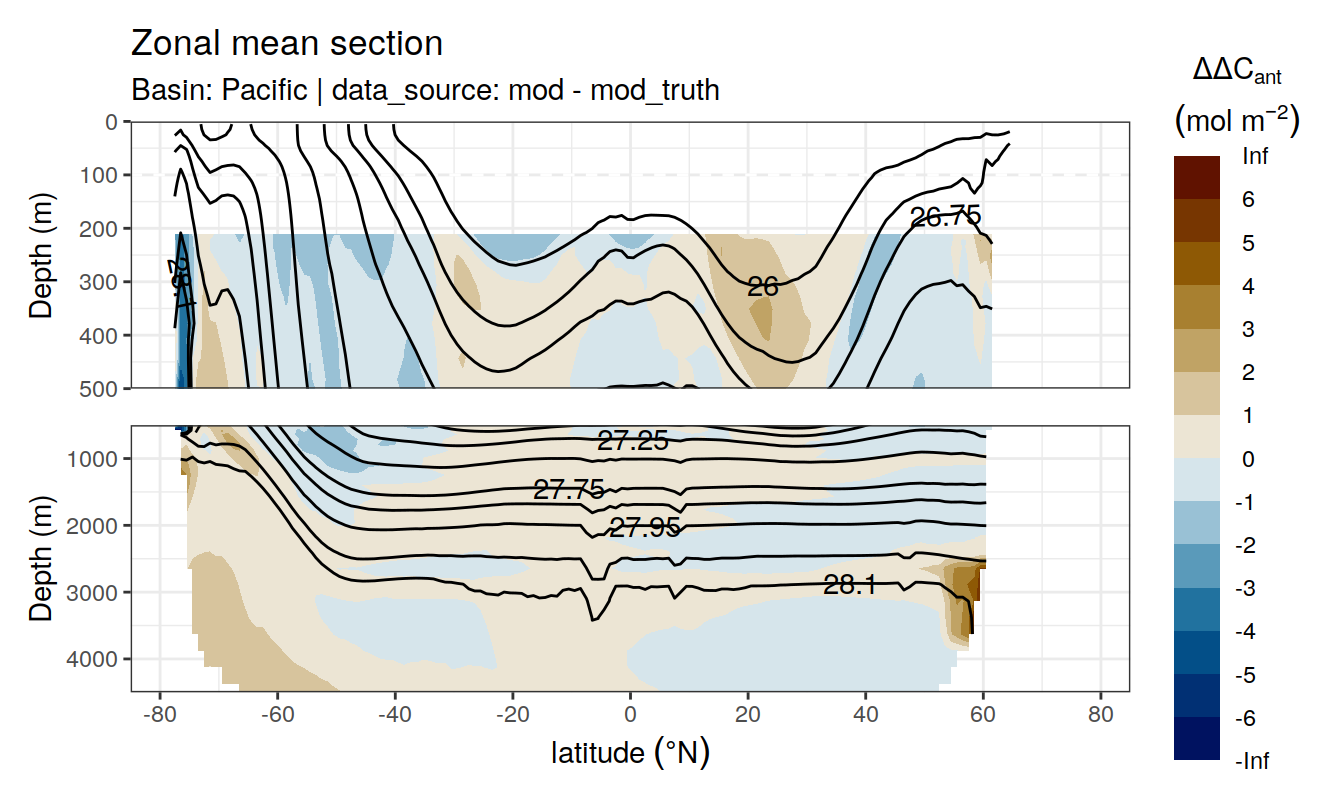 Zonal mean section
Basin: Pacific | data_source: mod - mod_truth
ΔΔCant
(mol m−2)
Inf
6
5
4
3
2
1
0
-1
-2
-3
-4
-5
-6
-Inf
Depth (m)
0
100
200
300
400
500
26.75
26
Depth (m)
1000
2000
3000
4000
27.25
27.75
27.95
28.1
-80 -60 -40 -20 0 20 40 60 80
latitude (°N)